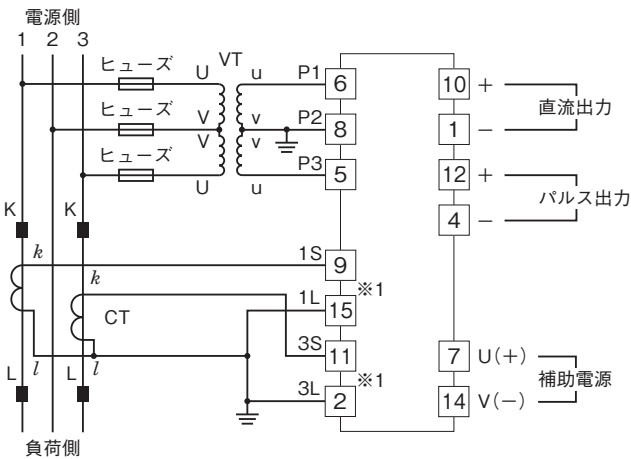 電源側
1 2 3
ヒューズ U VT u P1 6 10 +
直流出力
ヒューズ V v P2 8 1 −
V v
ヒューズ U u P3 5 12 +
パルス出力
4 −
K K
k 1S 9
※1
k 1L 15
CT
3S 11 7 U(+)
補助電源
※1
L l L l 3L 2 14 V(−)
負荷側